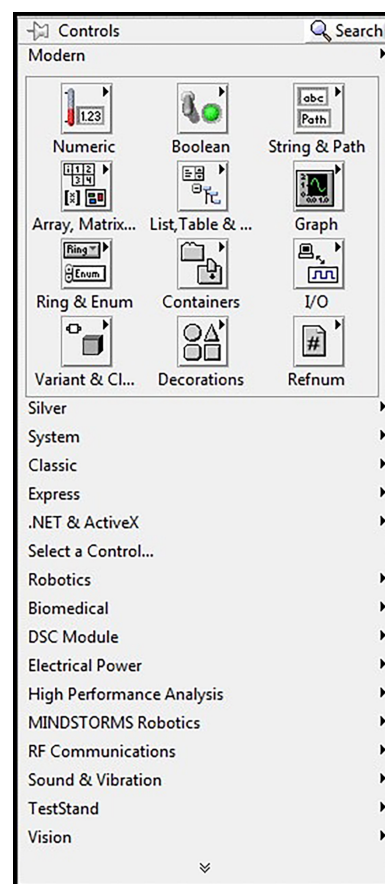 Controls Search
Modern
1.23 abc
Path
Numeric Boolean String & Path
Array, Matrix... List, Table & ... Graph
Ring
Enum
Ring & Enum Containers I/O
#
Variant & Cl... Decorations Refnum
Silver
System
Classic
Express
.NET & ActiveX
Select a Control...
Robotics
Biomedical
DSC Module
Electrical Power
High Performance Analysis
MINDSTORMS Robotics
RF Communications
Sound & Vibration
TestStand
Vision